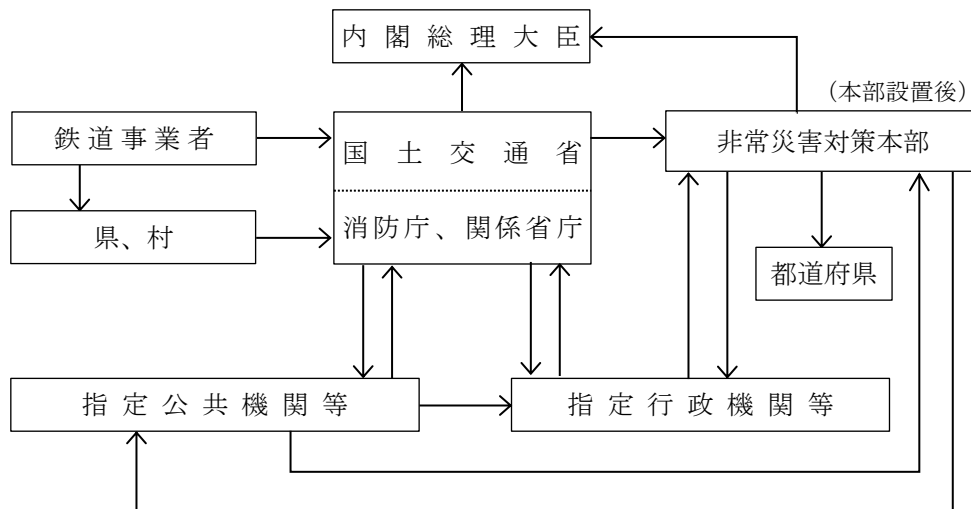 内閣総理大臣
(本部設置後)
鉄道事業者
国土交通省
非常災害対策本部
県、村
消防庁、関係省庁
都道府県
指定公共機関等
指定行政機関等